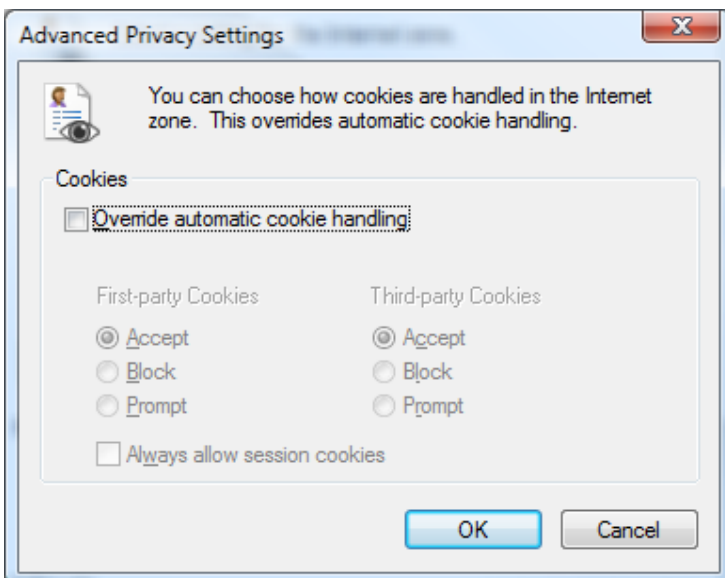 Advanced Privacy Settings
You can choose how cookies are handled in the Internet
zone.  This overrides automatic cookie handling.
Cookies
Override automatic cookie handling
First-party Cookies
Third-party Cookies
Accept
Accept
Block
Block
Prompt
Prompt
Always allow session cookies
OK
Cancel